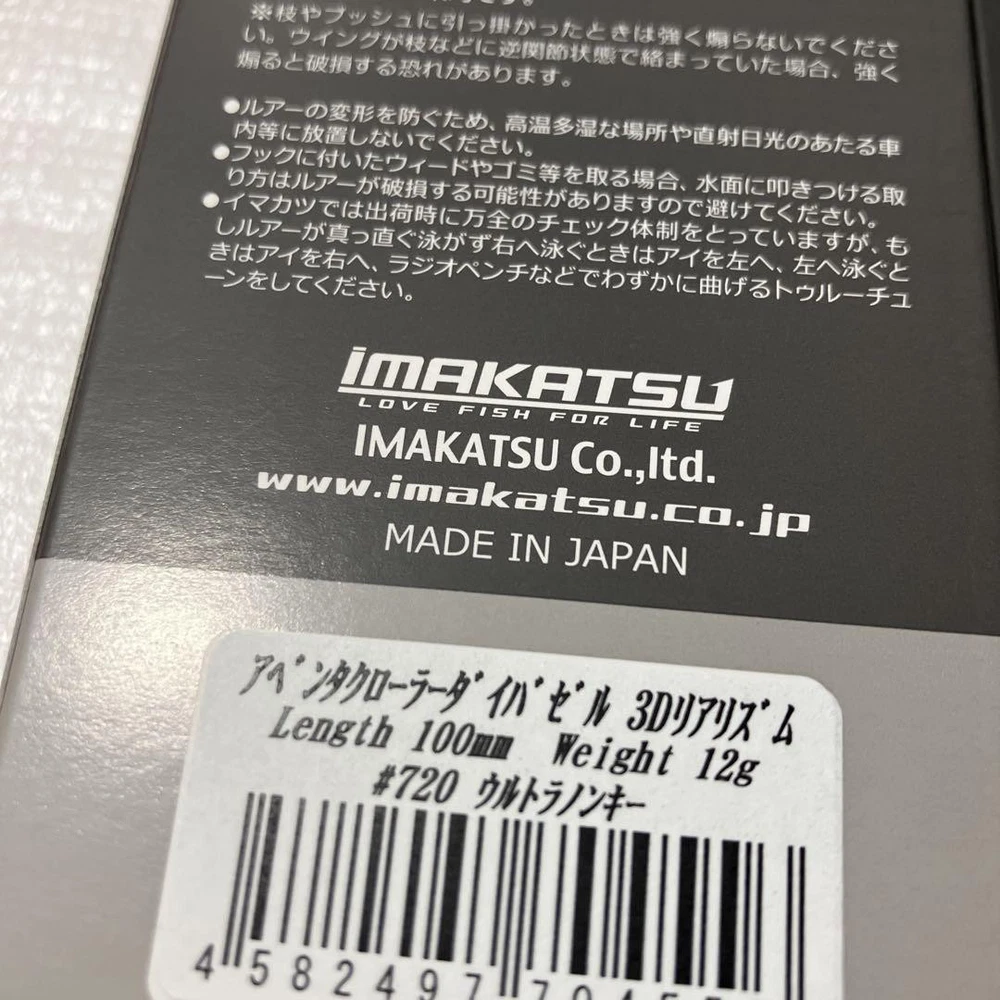 ※枝やブッシュに引っ掛かったときは強く煽らないでくださ
い。ウイングが枝などに逆関節状態で絡まっていた場合、強く
煽ると破損する恐れがあります。
●ルアーの変形を防ぐため、高温多湿な場所や直射日光のあたる車
内等に放置しないでください。
●フックに付いたウィードやゴミ等を取る場合、水面に叩きつける取
り方はルアーが破損する可能性がありますので避けてください。
●イマカツでは出荷時に万全のチェック体制をとっていますが、も
しルアーが真っ直ぐ泳がず右へ泳ぐときはアイを左へ、左へ泳ぐと
きはアイを右へ、ラジオペンチなどでわずかに曲げるトゥルーチュ
ーンをしてください。
IMAKATSU
LOVE FISH FOR LIFE
IMAKATSU Co.,ltd.
www.imakatsu.co.jp
MADE IN JAPAN
アベンタクローラーダイバゼル 3Dリアリズム
Length 100mm Weight 12g
#720 ウルトラノンキー
4 582497